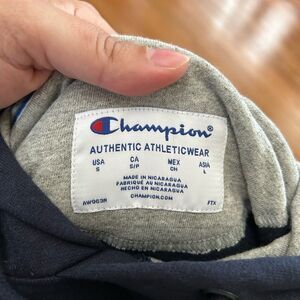 Champion®
AUTHENTIC ATHLETICWEAR
USA CA MEX ASIA
S S/P CH L
MADE IN NICARAGUA
FABRIQUÉ AU NICARAGUA
HECHO EN NICARAGUA
CHAMPION.COM
FTX